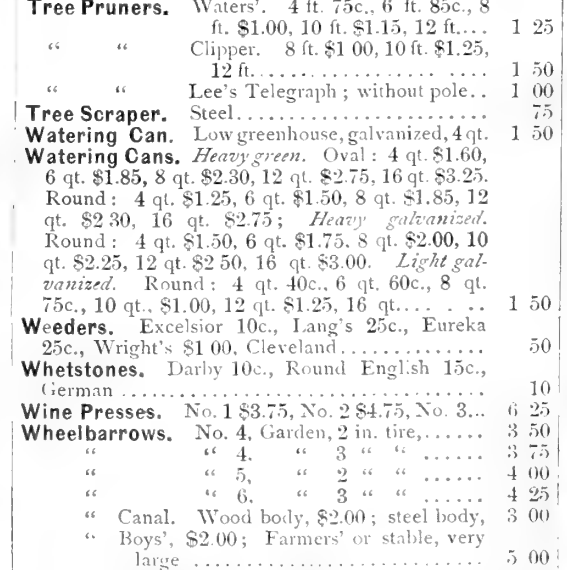 Tree Pruners. Waters'. 4 ft. 75c., 6 ft. 85c., 8
ft. $1.00, 10 ft. $1.15, 12 ft.... 1 25
" " Clipper. 8 ft. $1 00, 10 ft. $1.25,
12 ft. .................... 1 50
" " Lee's Telegraph ; without pole.. 1 00
Tree Scraper. Steel........................ 75
Watering Can. Low greenhouse, galvanized, 4 qt. 1 50
Watering Cans. Heavy green. Oval : 4 qt. $1.60,
6 qt. $1.85, 8 qt. $2.30, 12 qt. $2.75, 16 qt. $3.25.
Round : 4 qt. $1.25, 6 qt. $1.50, 8 qt. $1.85, 12
qt. $2 30, 16 qt. $2.75 ; Heavy galvanized.
Round : 4 qt. $1.50, 6 qt. $1.75. 8 qt. $2.00, 10
qt. $2.25, 12 qt. $2 50, 16 qt. $3.00. Light gal-
vanized. Round : 4 qt. 40c., 6 qt. 60c., 8 qt.
75c., 10 qt., $1.00, 12 qt. $1.25, 16 qt.... . .. 1 50
Weeders. Excelsior 10c., Lang's 25c., Eureka
25c., Wright's $1 00, Cleveland.............. 50
Whetstones. Darby 10c., Round English 15c.,
German .............................. 10
Wine Presses. No. 1 $3.75, No. 2 $4.75, No. 3... 6 25
Wheelbarrows. No. 4, Garden, 2 in. tire,...... 3 50
" " 4. " 3 " " ...... 3 75
" " 5, " 2 " " ...... 4 00
" " 6. " 3 " " ...... 4 25
" Canal. Wood body, $2.00 ; steel body, 3 00
" Boys', $2.00 ; Farmers' or stable, very
large ........................ 5 00